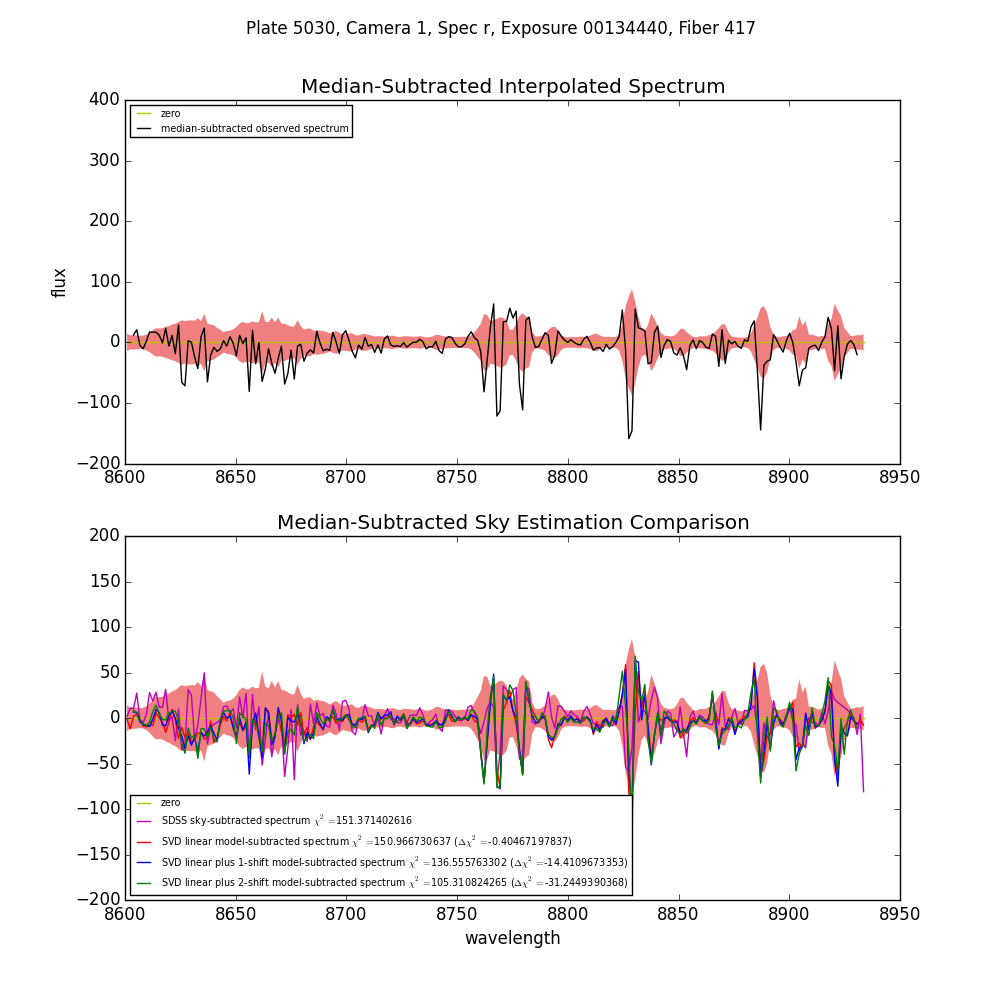 Plate 5030, Camera 1, Spec r, Exposure 00134440, Fiber 417
Median-Subtracted Interpolated Spectrum
400
300
200
100
0
−100
−200
flux
zero
median-subtracted observed spectrum
8600 8650 8700 8750 8800 8850 8900 8950
Median-Subtracted Sky Estimation Comparison
200
150
100
50
0
−50
−100
−150
−200
zero
SDSS sky-subtracted spectrum χ² =151.371402616
SVD linear model-subtracted spectrum χ² =150.966730637 (Δχ² =-0.40467197837)
SVD linear plus 1-shift model-subtracted spectrum χ² =136.555763302 (Δχ² =-14.4109673353)
SVD linear plus 2-shift model-subtracted spectrum χ² =105.310824265 (Δχ² =-31.2449390368)
8600 8650 8700 8750 8800 8850 8900 8950
wavelength